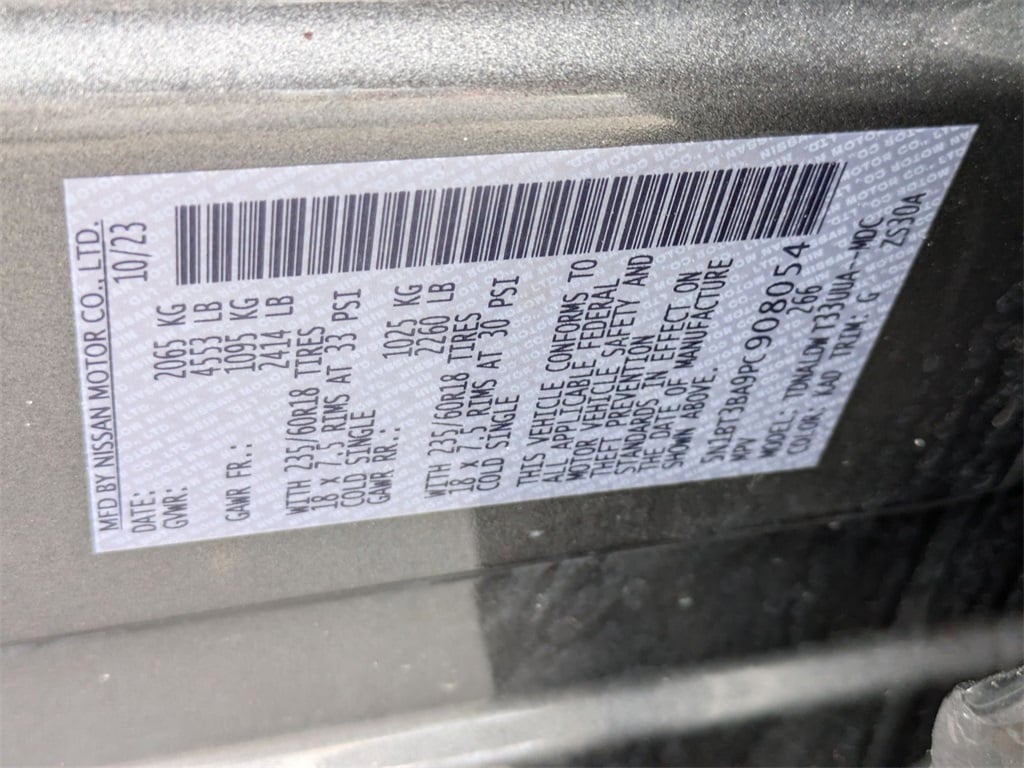 MFD BY NISSAN MOTOR CO., LTD.
DATE: 10/23
GVWR: 2065 KG
4553 LB
GAWR FR.: 1095 KG
2414 LB
WITH 235/60R18 TIRES
18 X 7.5 RIMS AT 33 PSI
COLD SINGLE
GAWR RR.: 1025 KG
2260 LB
WITH 235/60R18 TIRES
18 X 7.5 RIMS AT 30 PSI
COLD SINGLE
THIS VEHICLE CONFORMS TO
ALL APPLICABLE FEDERAL
MOTOR VEHICLE SAFETY AND
THEFT PREVENTION
STANDARDS IN EFFECT ON
THE DATE OF MANUFACTURE
SHOWN ABOVE.
5N1BT3BA9PC908054
MPV 266
MODEL: TDNALDW T33UUA--MDC
COLOR: KAD TRIM: G ZS30A